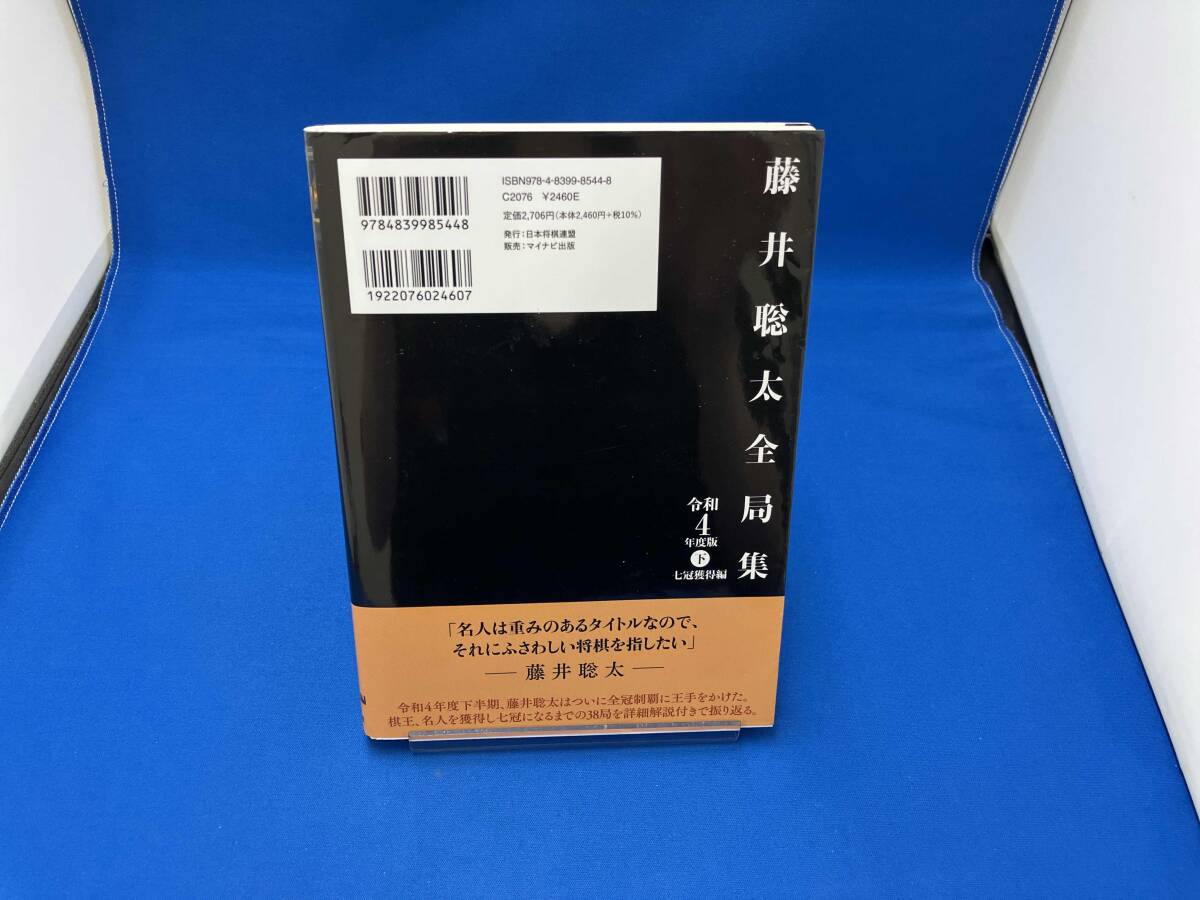 ISBN978-4-8399-8544-8
C2076 ¥2460E
定価2,706円(本体2,460円+税10%)
発行:日本将棋連盟
販売:マイナビ出版
9784839985448
1922076024607
藤井聡太全局集
令和
4
年度版
下
七冠獲得編
「名人は重みのあるタイトルなので、
それにふさわしい将棋を指したい」
― 藤井聡太 ―
令和4年度下半期、藤井聡太はついに全冠制覇に王手をかけた。
棋王、名人を獲得し七冠になるまでの38局を詳細解説付きで振り返る。